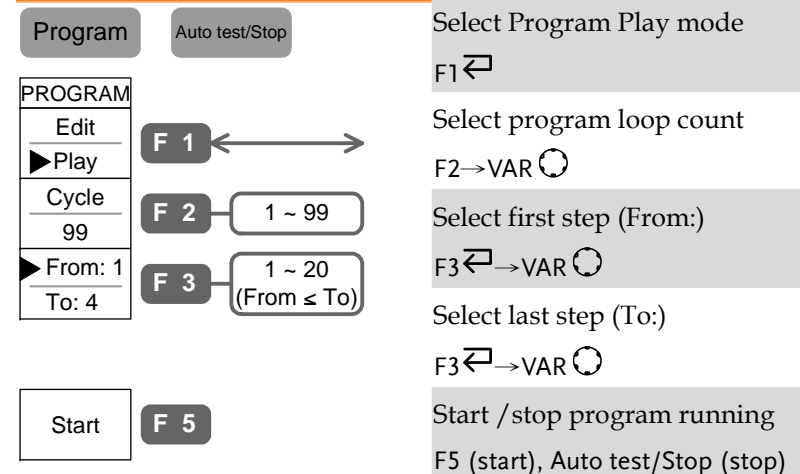 Program
Auto test/Stop
PROGRAM
Edit
Play
F 1
Cycle
99
F 2
1 ~ 99
From: 1
To: 4
F 3
1 ~ 20
(From ≤ To)
Start
F 5
Select Program Play mode
F1
Select program loop count
F2→VAR
Select first step (From:)
F3→VAR
Select last step (To:)
F3→VAR
Start /stop program running
F5 (start), Auto test/Stop (stop)